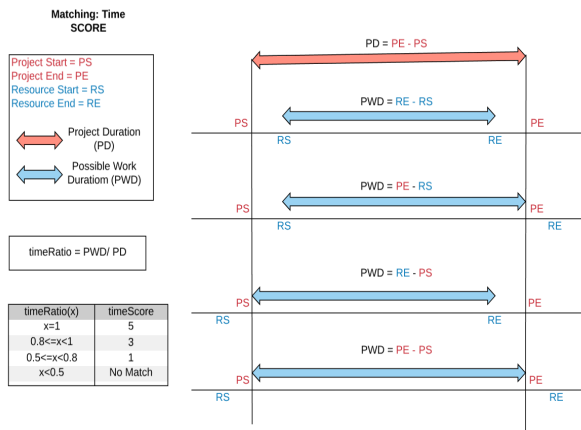 Matching: Time
SCORE
Project Start = PS
Project End = PE
Resource Start = RS
Resource End = RE
Project Duration
(PD)
Possible Work
Duratiom (PWD)
timeRatio = PWD/ PD
timeRatio(x) timeScore
x=1 5
0.8<=x<1 3
0.5<=x<0.8 1
x<0.5 No Match
PD = PE - PS
PWD = RE - RS
PS PE
RS RE
PWD = PE - RS
PS PE
RS RE
PWD = RE - PS
PS PE
RS RE
PWD = PE - PS
PS PE
RS RE